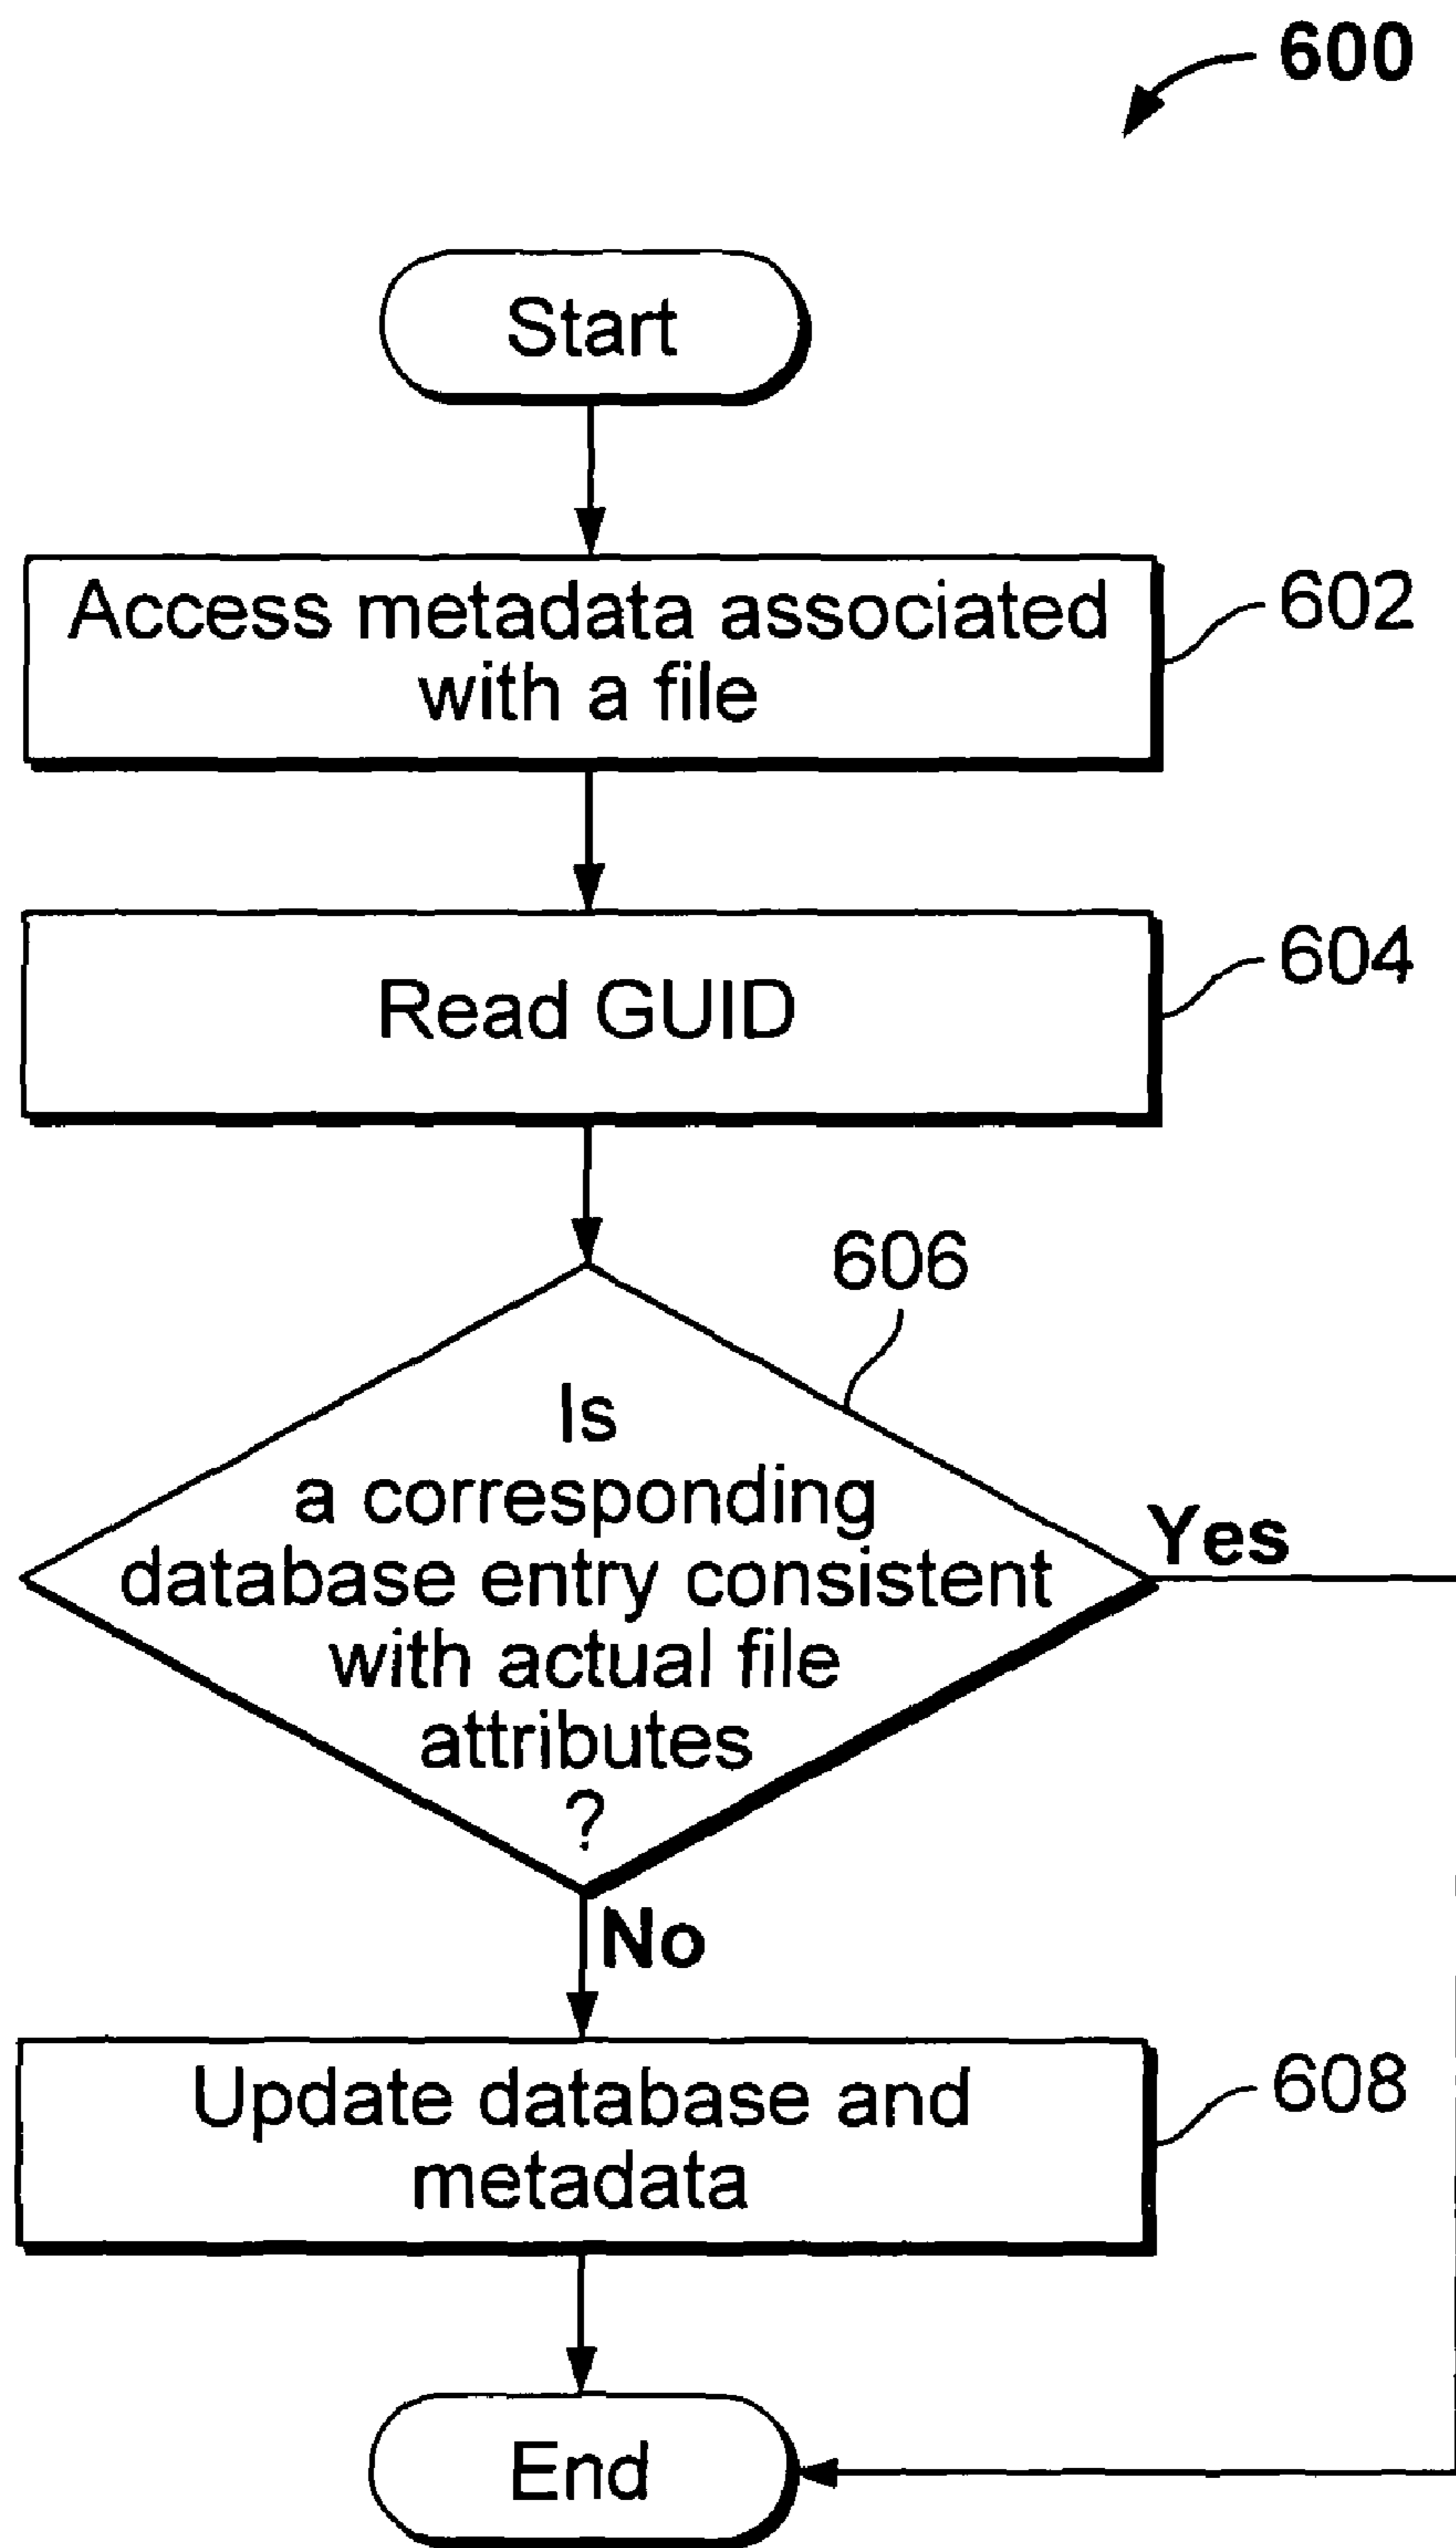 600
Start
Access metadata associated
with a file
602
Read GUID
604
606
Is
a corresponding
database entry consistent
with actual file
attributes
?
Yes
No
Update database and
metadata
608
End